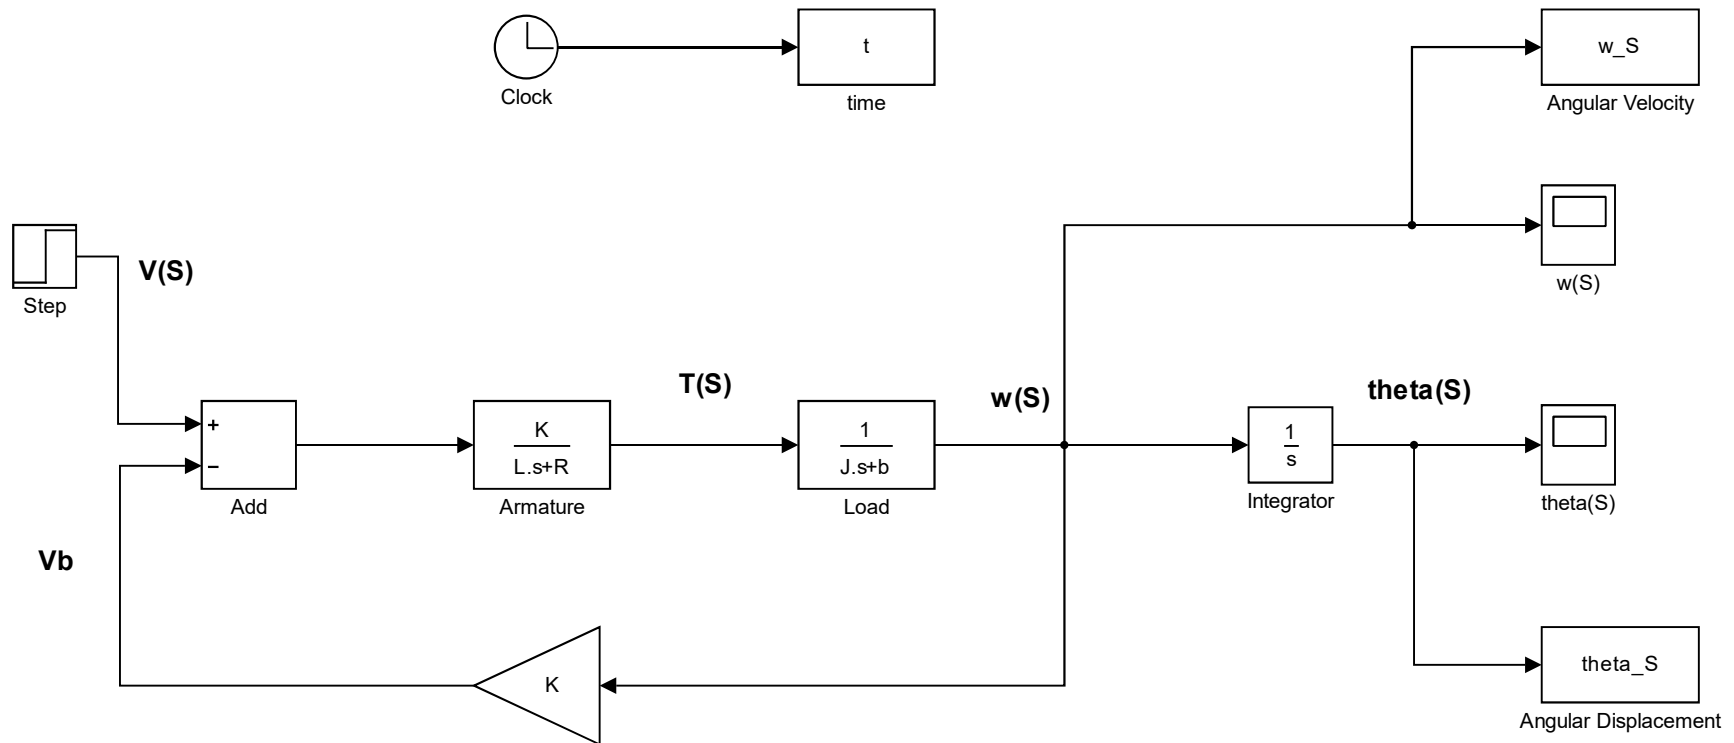 t
w_S
Clock
time
Angular Velocity
V(S)
w(S)
Step
T(S)
w(S)
theta(S)
+
−
K
L.s+R
1
J.s+b
1
s
Add
Armature
Load
Integrator
theta(S)
Vb
K
theta_S
Angular Displacement